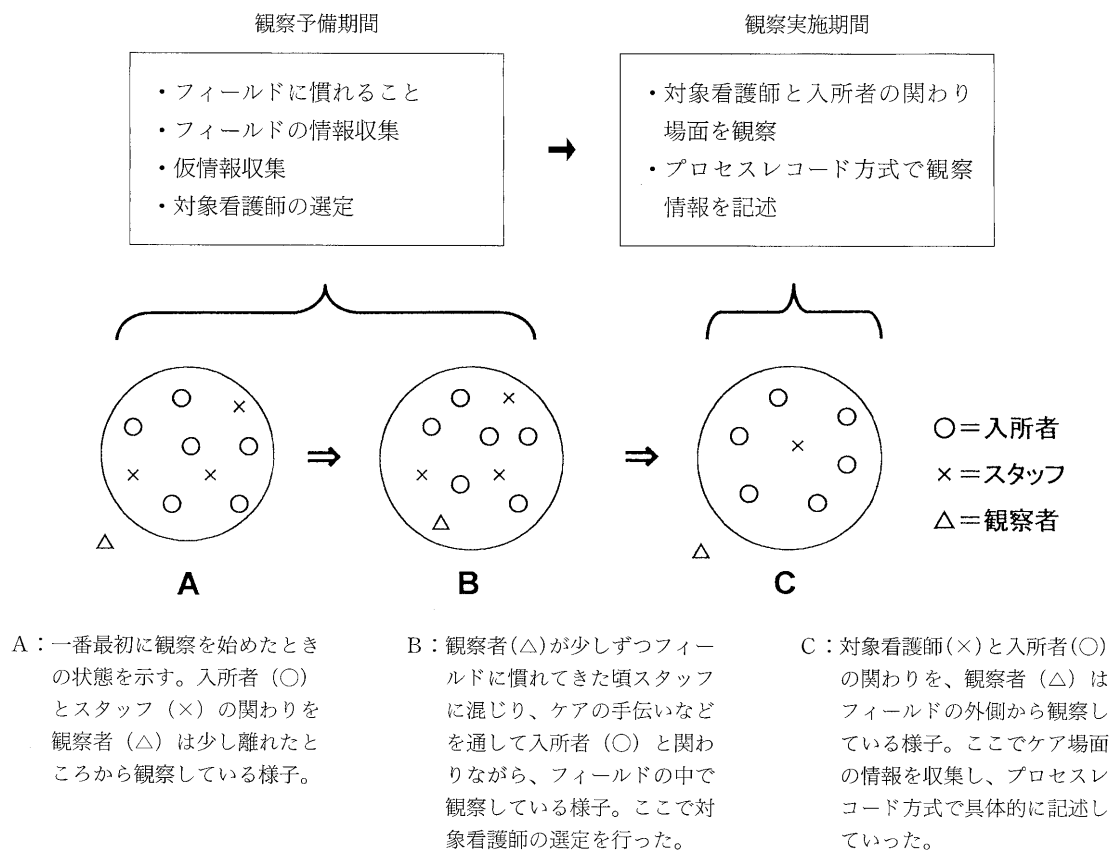 観察予備期間
観察実施期間
・フィールドに慣れること
・フィールドの情報収集
・仮情報収集
・対象看護師の選定
➡
・対象看護師と入所者の関わり
場面を観察
・プロセスレコード方式で観察
情報を記述
⇒
⇒
○＝入所者
×＝スタッフ
△＝観察者
A
B
C
A：一番最初に観察を始めたとき
の状態を示す。入所者（○）
とスタッフ（×）の関わりを
観察者（△）は少し離れたと
ころから観察している様子。
B：観察者(△)が少しずつフィー
ルドに慣れてきた頃スタッフ
に混じり、ケアの手伝いなど
を通して入所者（○）と関わ
りながら、フィールドの中で
観察している様子。ここで対
象看護師の選定を行った。
C：対象看護師(×)と入所者(○)
の関わりを、観察者（△）は
フィールドの外側から観察し
ている様子。ここでケア場面
の情報を収集し、プロセスレ
コード方式で具体的に記述し
ていった。